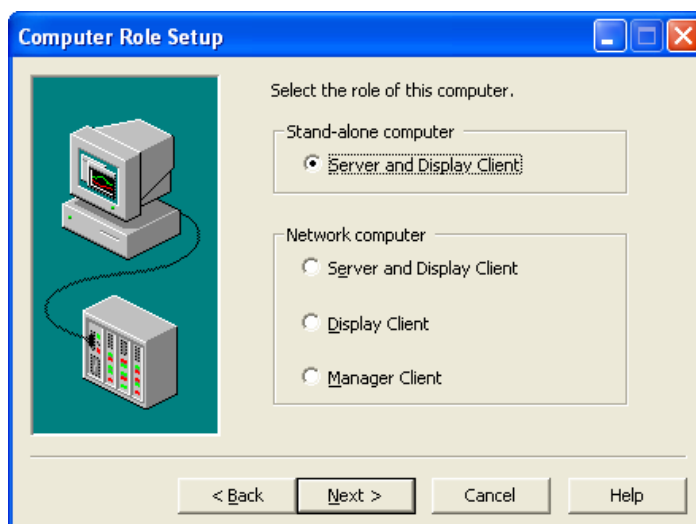 Computer Role Setup
Select the role of this computer.
Stand-alone computer
Server and Display Client
Network computer
Server and Display Client
Display Client
Manager Client
< Back Next > Cancel Help